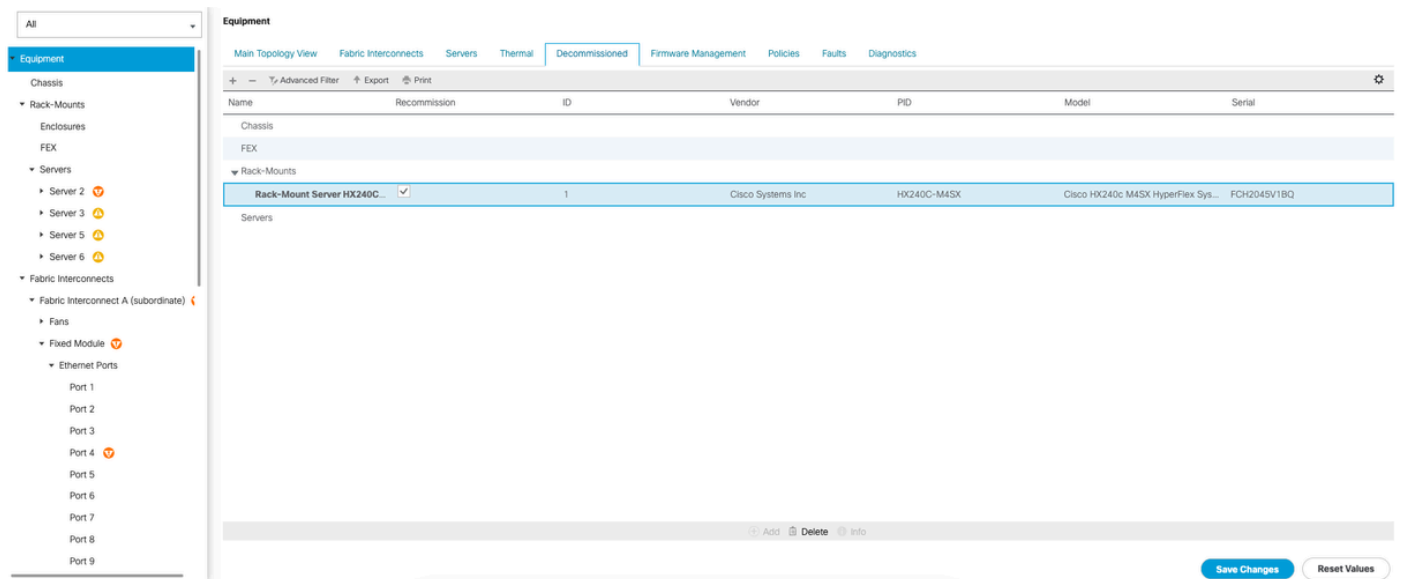 All
Equipment
Chassis
Rack-Mounts
Enclosures
FEX
Servers
Server 2
Server 3
Server 5
Server 6
Fabric Interconnects
Fabric Interconnect A (subordinate)
Fans
Fixed Module
Ethernet Ports
Port 1
Port 2
Port 3
Port 4
Port 5
Port 6
Port 7
Port 8
Port 9
Equipment
Main Topology View Fabric Interconnects Servers Thermal Decommissioned Firmware Management Policies Faults Diagnostics
+ − Advanced Filter Export Print
Name Recommission ID Vendor PID Model Serial
Chassis
FEX
Rack-Mounts
Rack-Mount Server HX240C... 1 Cisco Systems Inc HX240C-M4SX Cisco HX240c M4SX HyperFlex Sys... FCH2045V1BQ
Servers
Add Delete Info
Save Changes Reset Values